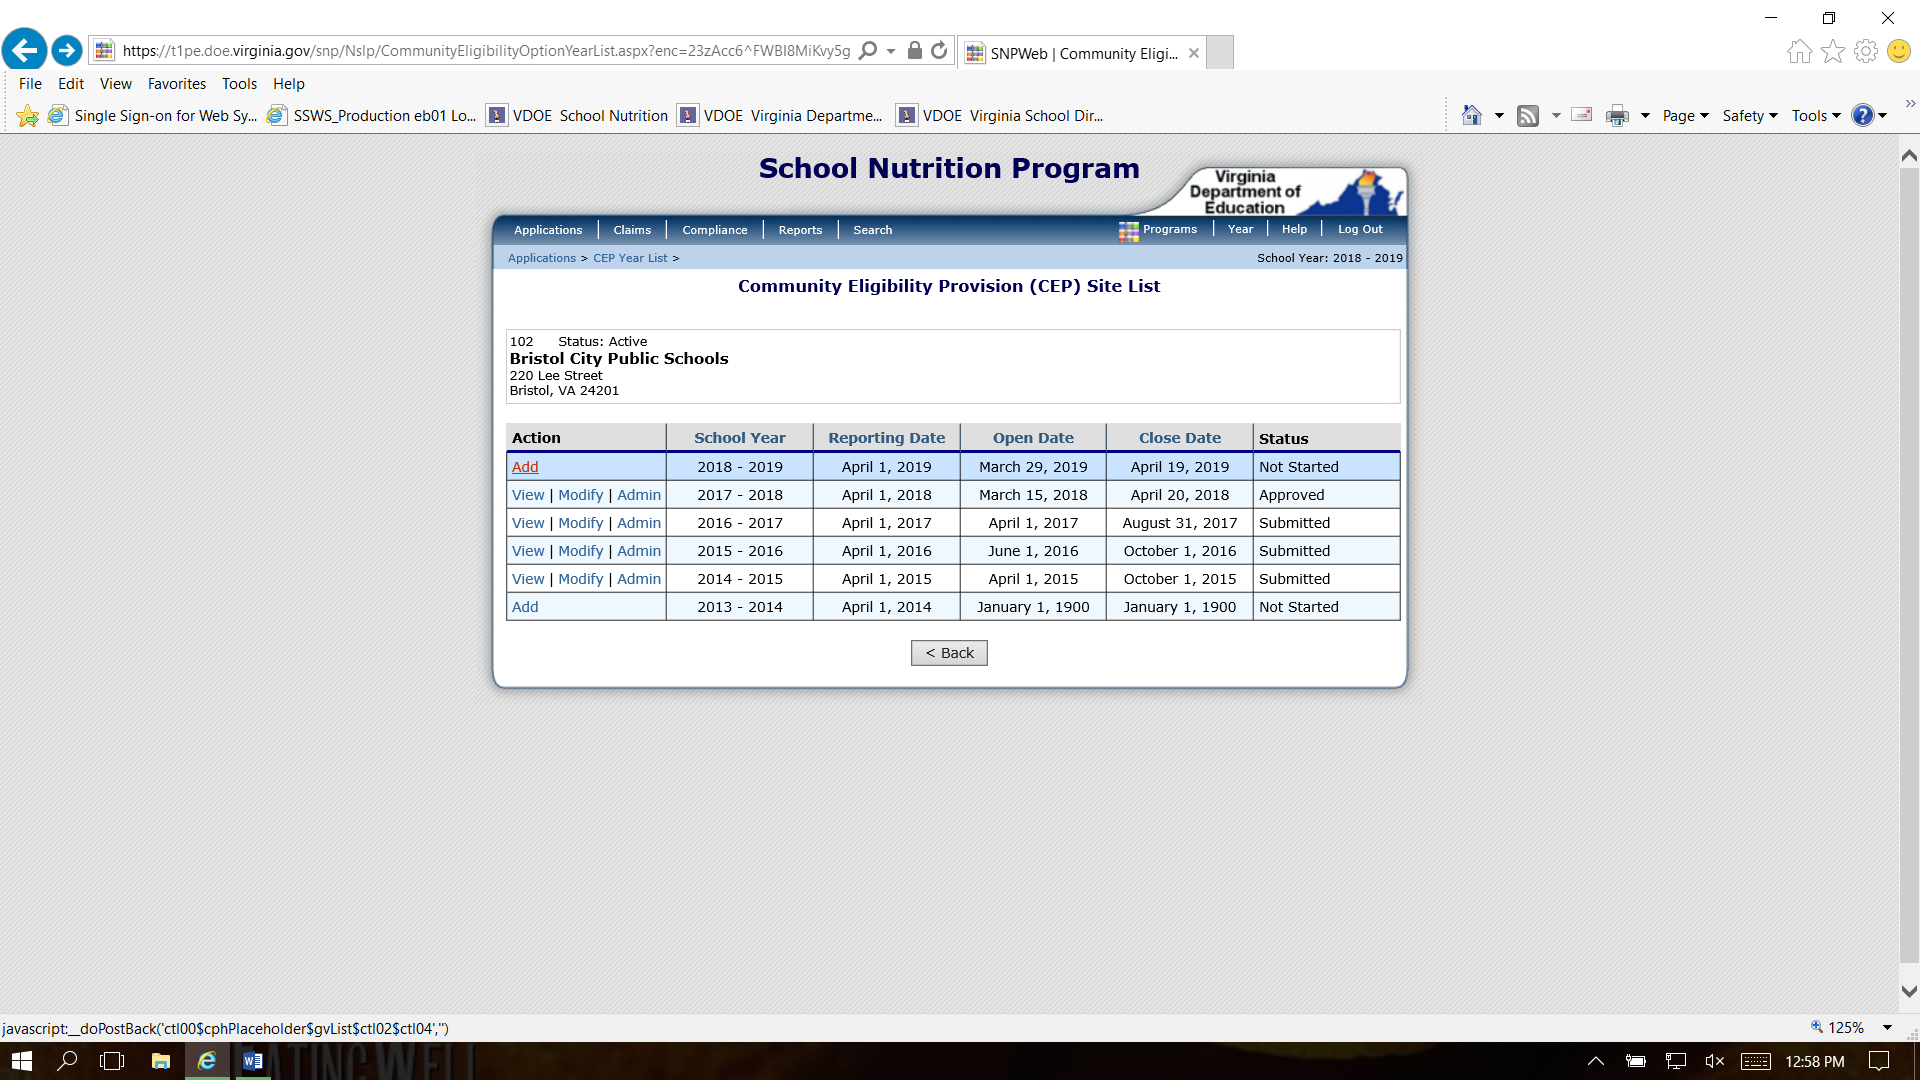 https://t1pe.doe.virginia.gov/snp/Nslp/CommunityEligibilityOptionYearList.aspx?enc=23zAcc6^FWBI8MiKvy5g
SNPWeb | Community Eligi...
File Edit View Favorites Tools Help
Single Sign-on for Web Sy... SSWS_Production eb01 Lo... VDOE School Nutrition VDOE Virginia Departme... VDOE Virginia School Dir...
Page Safety Tools
School Nutrition Program
Virginia
Department of
Education
Applications Claims Compliance Reports Search Programs Year Help Log Out
Applications > CEP Year List > School Year: 2018 - 2019
Community Eligibility Provision (CEP) Site List
102 Status: Active
Bristol City Public Schools
220 Lee Street
Bristol, VA 24201
Action School Year Reporting Date Open Date Close Date Status
Add 2018 - 2019 April 1, 2019 March 29, 2019 April 19, 2019 Not Started
View | Modify | Admin 2017 - 2018 April 1, 2018 March 15, 2018 April 20, 2018 Approved
View | Modify | Admin 2016 - 2017 April 1, 2017 April 1, 2017 August 31, 2017 Submitted
View | Modify | Admin 2015 - 2016 April 1, 2016 June 1, 2016 October 1, 2016 Submitted
View | Modify | Admin 2014 - 2015 April 1, 2015 April 1, 2015 October 1, 2015 Submitted
Add 2013 - 2014 April 1, 2014 January 1, 1900 January 1, 1900 Not Started
< Back
javascript:__doPostBack('ctl00$cphPlaceholder$gvList$ctl02$ctl04','')
125%
12:58 PM